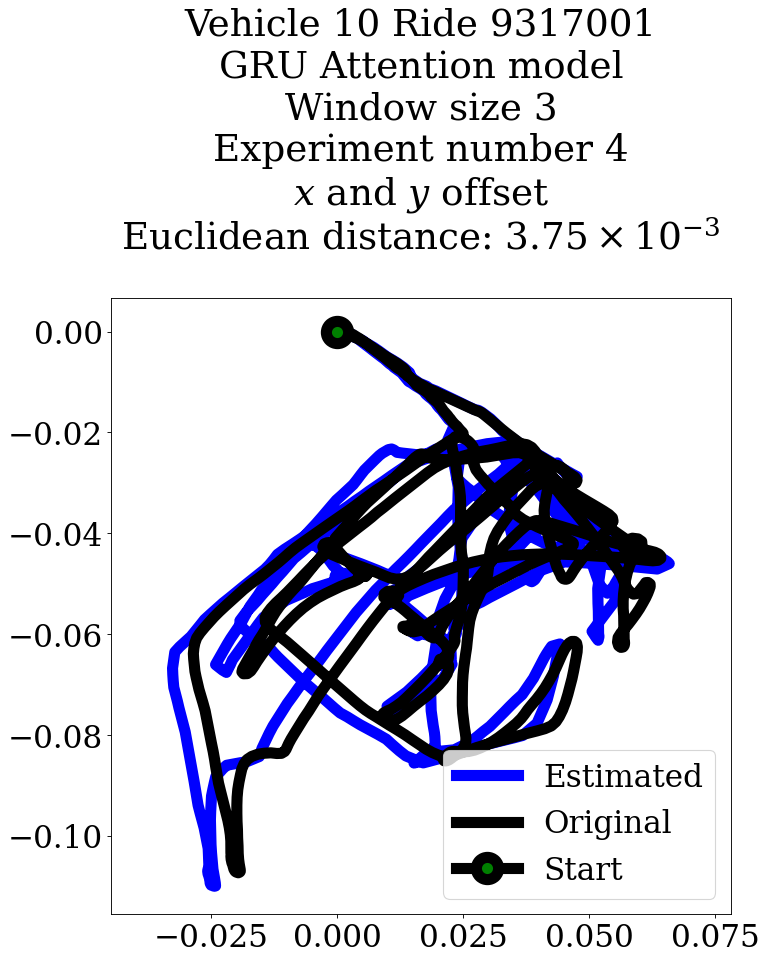 Vehicle 10 Ride 9317001
GRU Attention model
Window size 3
Experiment number 4
x and y offset
Euclidean distance: 3.75 × 10⁻³
0.00
−0.02
−0.04
−0.06
−0.08
−0.10
Estimated
Original
Start
−0.025 0.000 0.025 0.050 0.075